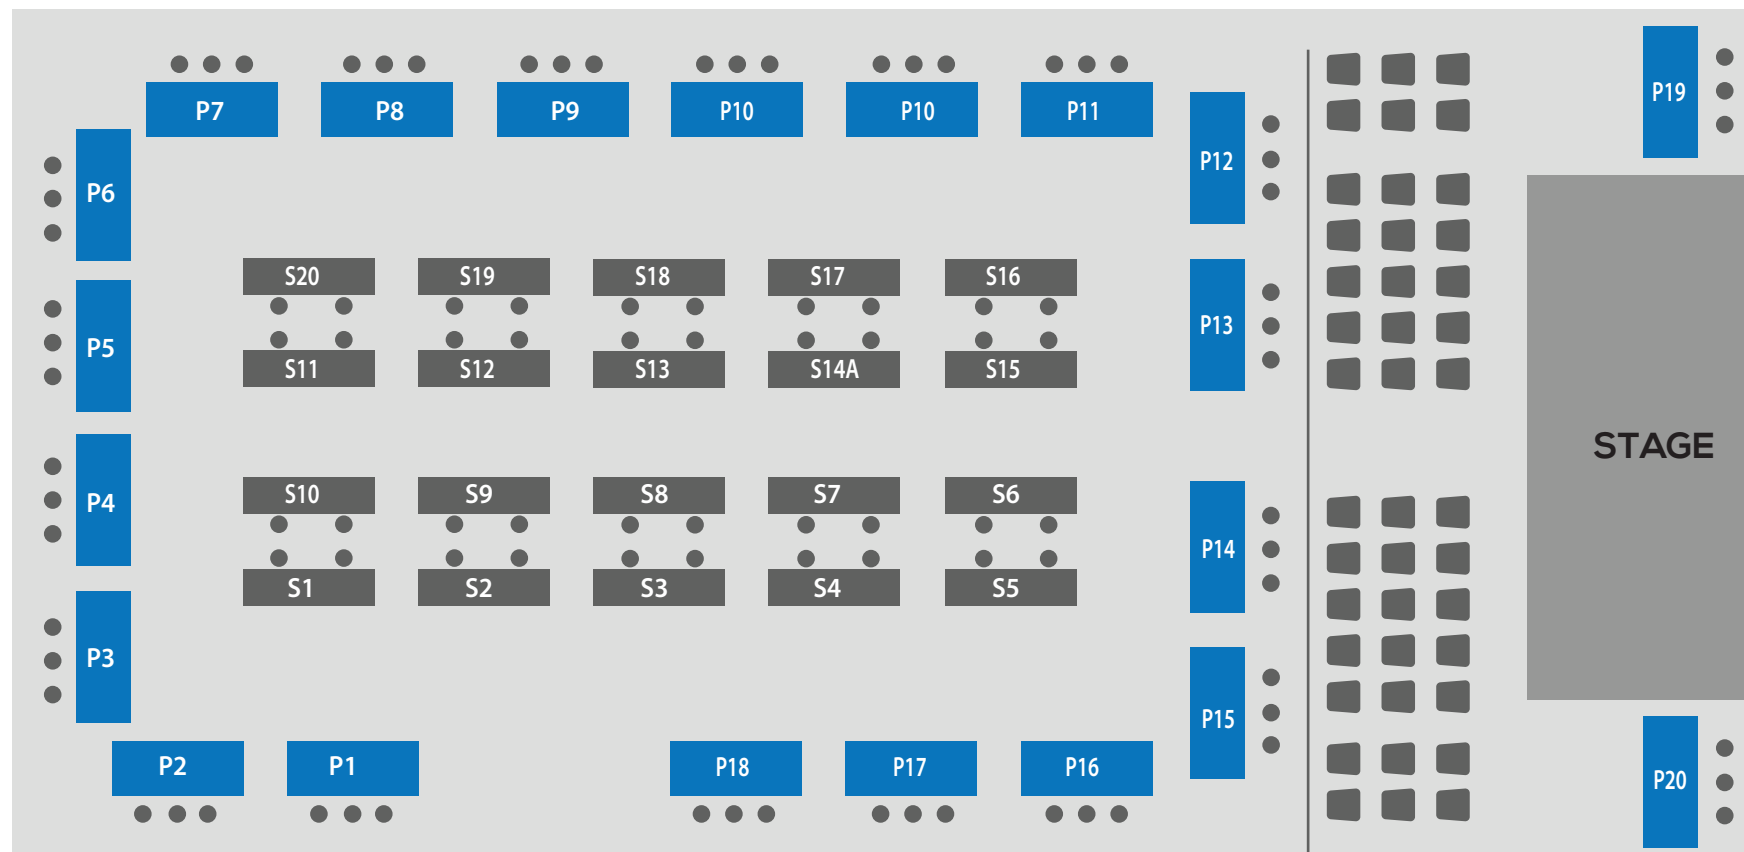 P7 P8 P9 P10 P10 P11
P19
P12
P6
S20 S19 S18 S17 S16
P13
P5
S11 S12 S13 S14A S15
STAGE
P4
S10 S9 S8 S7 S6
P14
S1 S2 S3 S4 S5
P3
P15
P2 P1 P18 P17 P16
P20